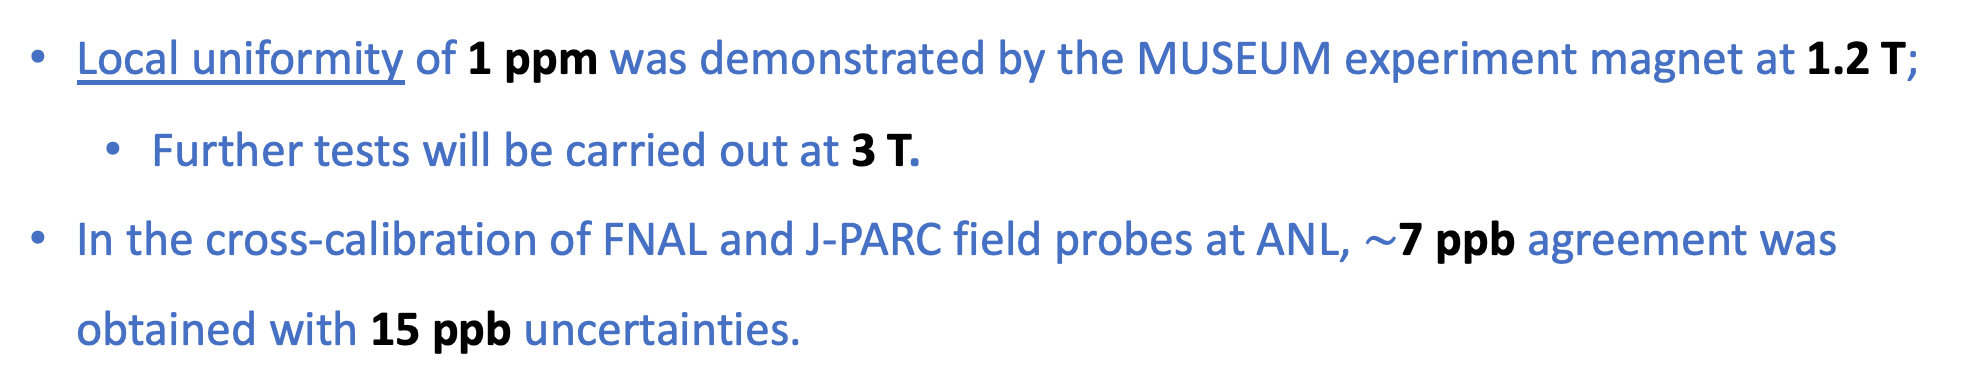 • Local uniformity of 1 ppm was demonstrated by the MUSEUM experiment magnet at 1.2 T;
• Further tests will be carried out at 3 T.
• In the cross-calibration of FNAL and J-PARC field probes at ANL, ~7 ppb agreement was
obtained with 15 ppb uncertainties.